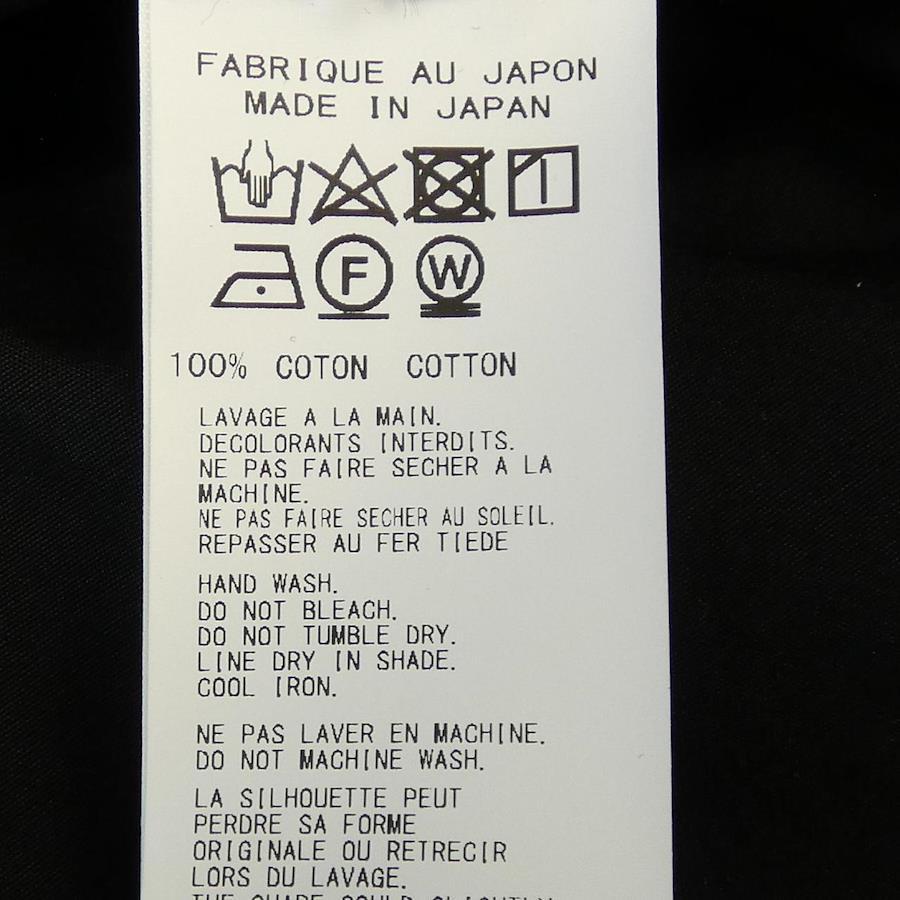 FABRIQUE AU JAPON
MADE IN JAPAN
F W
100% COTON COTTON
LAVAGE A LA MAIN.
DECOLORANTS INTERDITS.
NE PAS FAIRE SECHER A LA
MACHINE.
NE PAS FAIRE SECHER AU SOLEIL.
REPASSER AU FER TIEDE
HAND WASH.
DO NOT BLEACH.
DO NOT TUMBLE DRY.
LINE DRY IN SHADE.
COOL IRON.
NE PAS LAVER EN MACHINE.
DO NOT MACHINE WASH.
LA SILHOUETTE PEUT
PERDRE SA FORME
ORIGINALE OU RETRECIR
LORS DU LAVAGE.